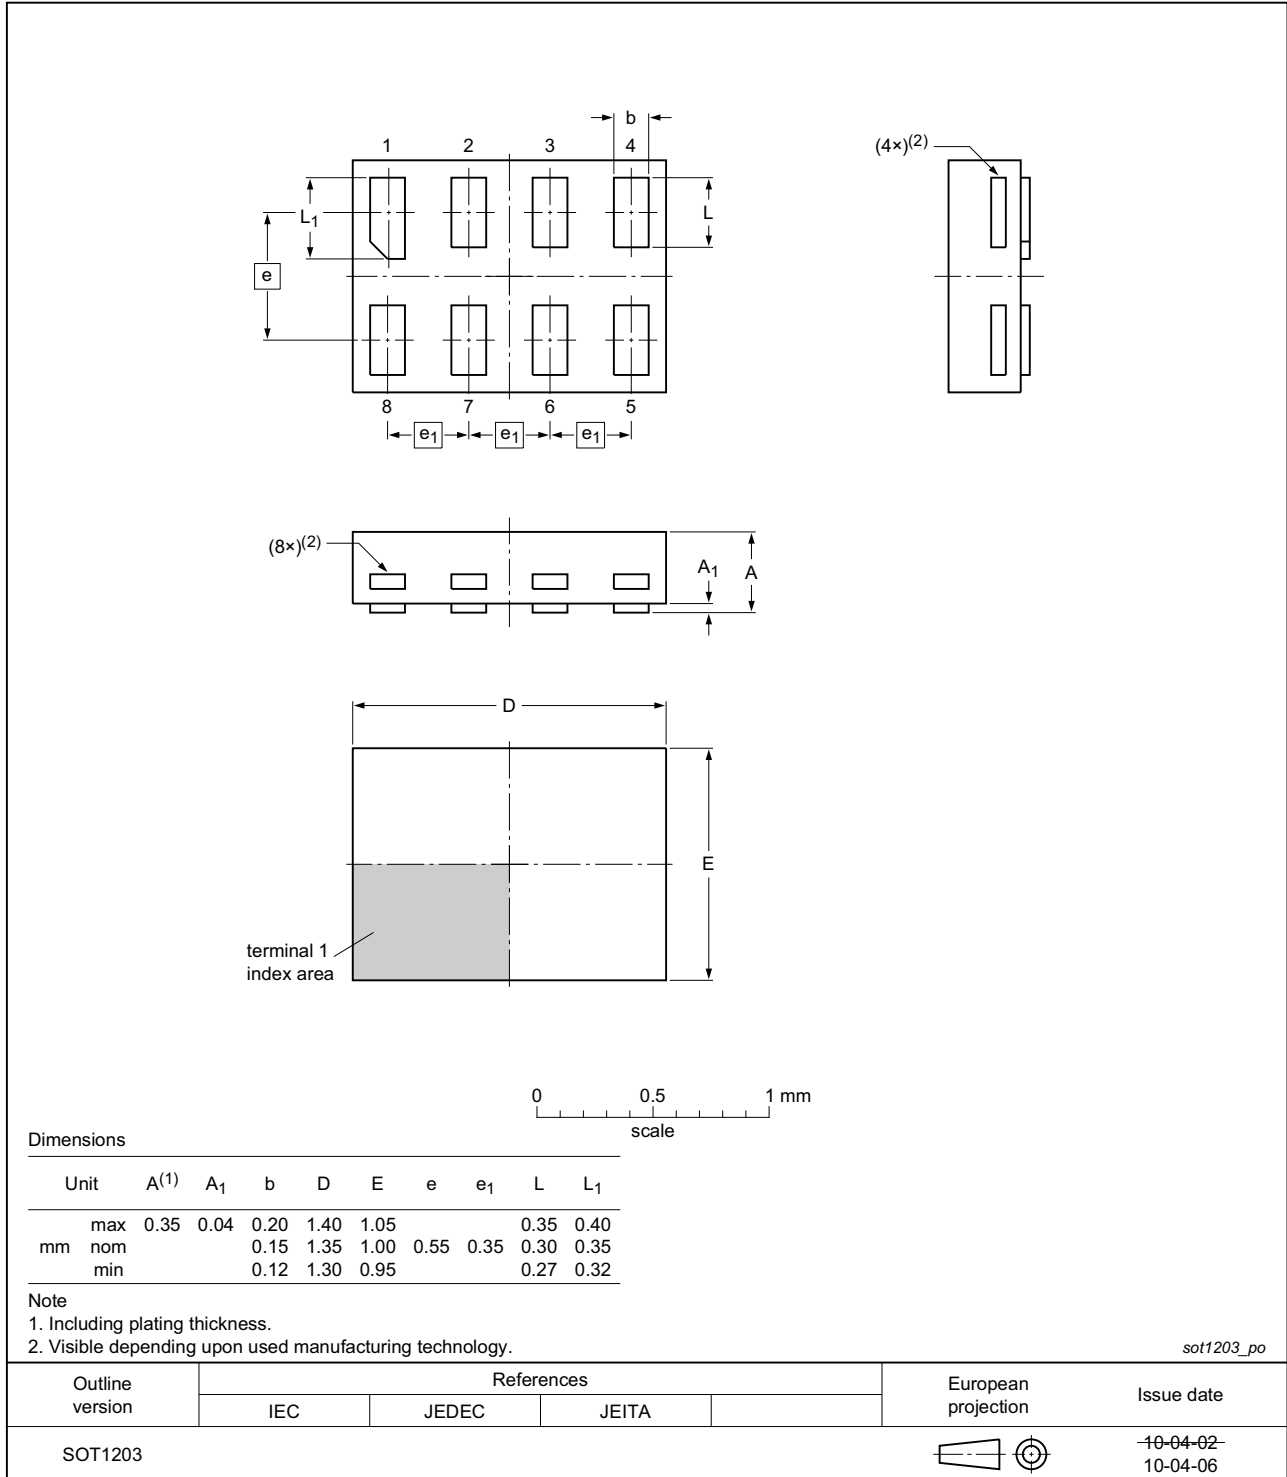 b
1 2 3 4
(4×)(2)
L1
L
e
8 7 6 5
e1 e1 e1
(8×)(2)
A1
A
D
E
terminal 1
index area
0 0.5 1 mm
scale
Dimensions
Unit A(1) A1 b D E e e1 L L1
max 0.35 0.04 0.20 1.40 1.05 0.35 0.40
mm nom 0.15 1.35 1.00 0.55 0.35 0.30 0.35
min 0.12 1.30 0.95 0.27 0.32
Note
1. Including plating thickness.
2. Visible depending upon used manufacturing technology.
sot1203_po
Outline
version
References
IEC JEDEC JEITA
European
projection
Issue date
SOT1203
10-04-02
10-04-06